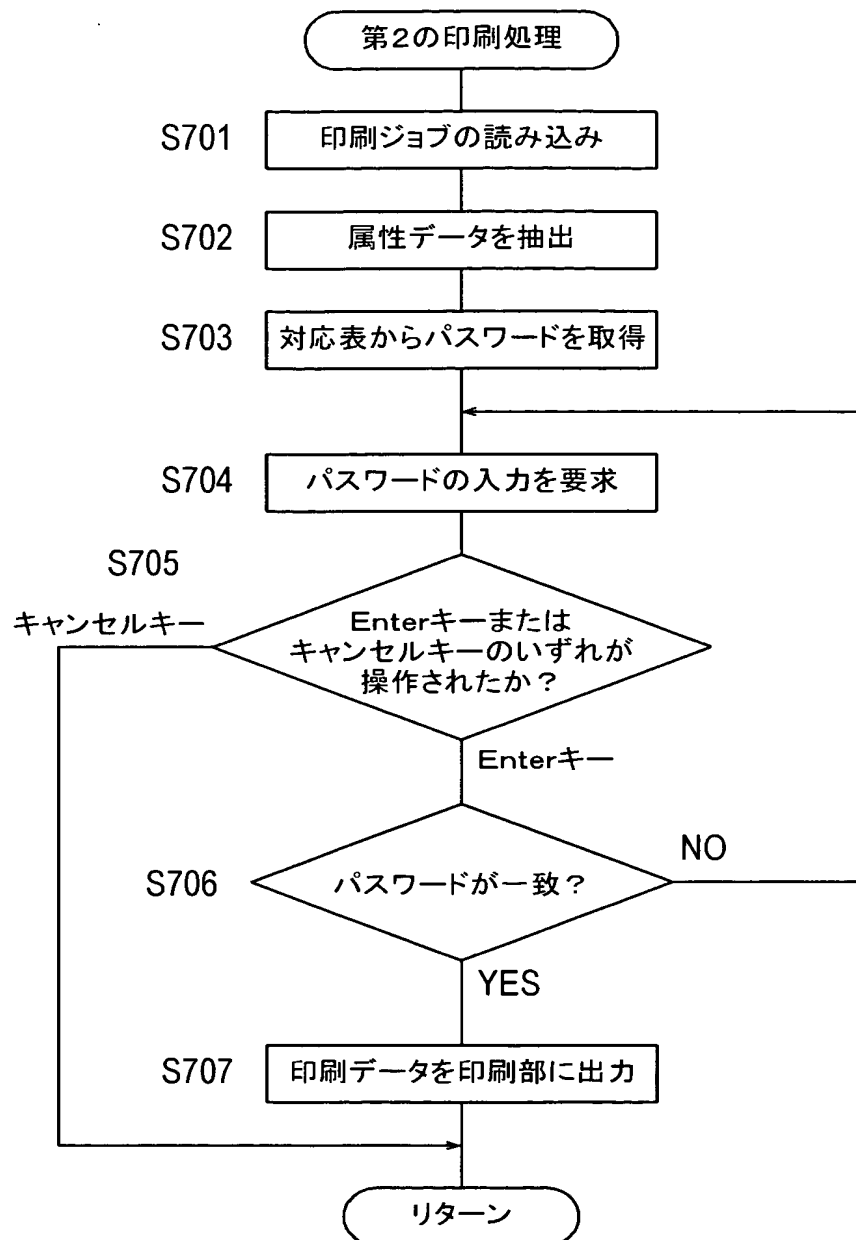 第2の印刷処理
S701
印刷ジョブの読み込み
S702
属性データを抽出
S703
対応表からパスワードを取得
S704
パスワードの入力を要求
S705
キャンセルキー
Enterキーまたは
キャンセルキーのいずれが
操作されたか？
Enterキー
S706
パスワードが一致？
NO
YES
S707
印刷データを印刷部に出力
リターン